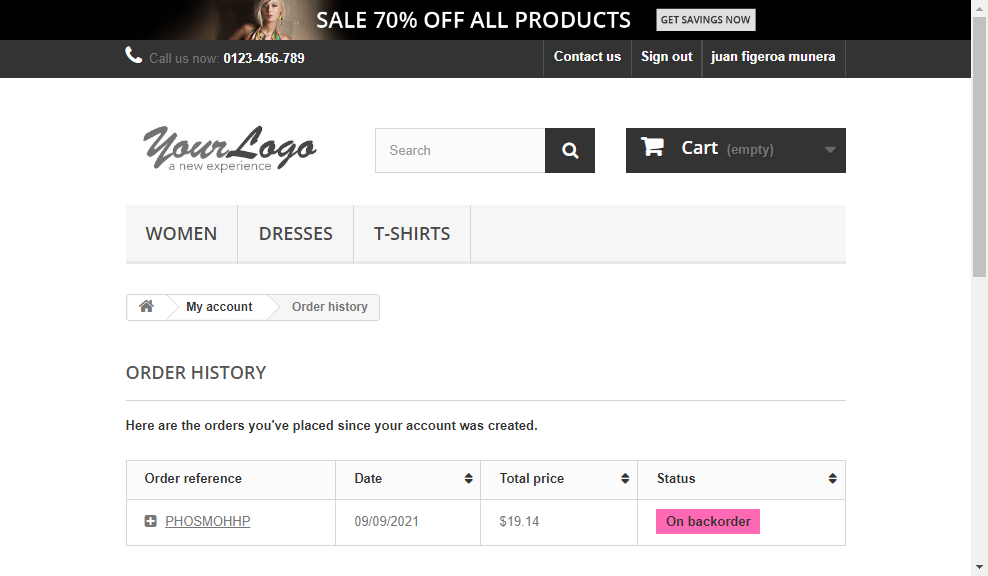 SALE 70% OFF ALL PRODUCTS GET SAVINGS NOW
Call us now: 0123-456-789 Contact us Sign out juan figeroa munera
YourLogo
a new experience
Search
Cart (empty)
WOMEN DRESSES T-SHIRTS
My account Order history
ORDER HISTORY
Here are the orders you've placed since your account was created.
Order reference Date Total price Status
PHOSMOHHP 09/09/2021 $19.14 On backorder